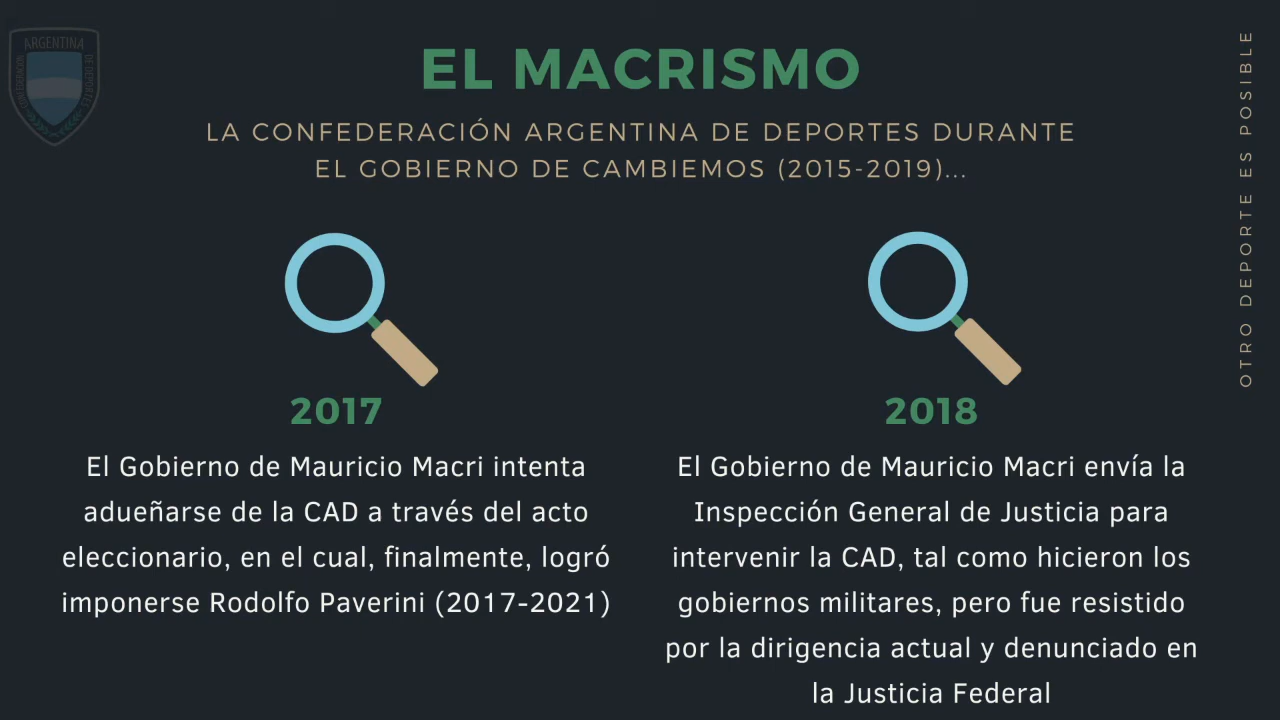 ARGENTINA
CONFEDERACIÓN
DE DEPORTES
EL MACRISMO
LA CONFEDERACIÓN ARGENTINA DE DEPORTES DURANTE
EL GOBIERNO DE CAMBIEMOS (2015-2019)...
OTRO DEPORTE ES POSIBLE
2017
El Gobierno de Mauricio Macri intenta
adueñarse de la CAD a través del acto
eleccionario, en el cual, finalmente, logró
imponerse Rodolfo Paverini (2017-2021)
2018
El Gobierno de Mauricio Macri envía la
Inspección General de Justicia para
intervenir la CAD, tal como hicieron los
gobiernos militares, pero fue resistido
por la dirigencia actual y denunciado en
la Justicia Federal